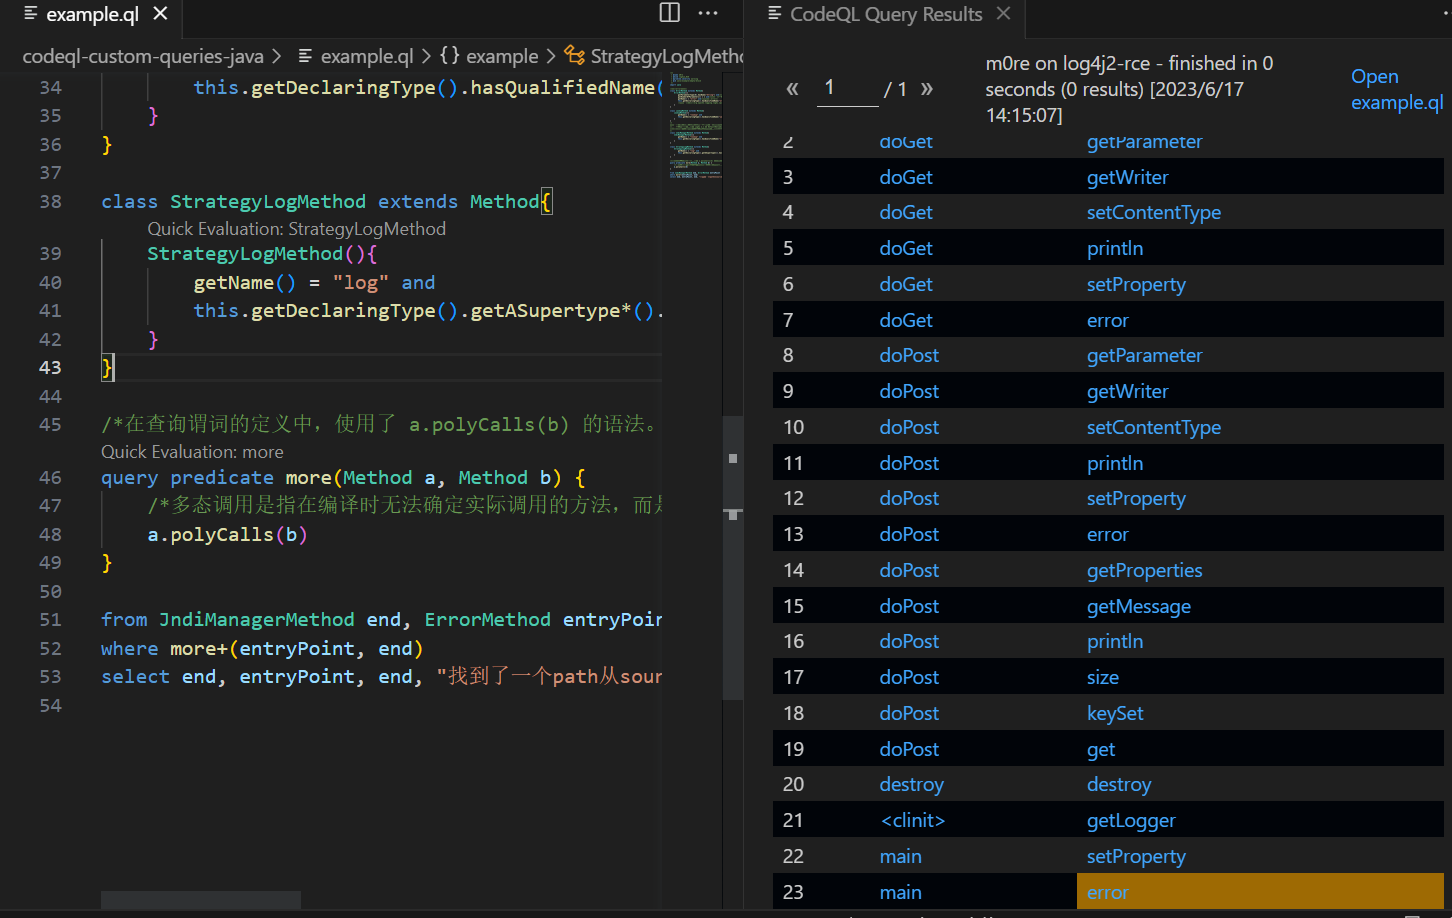 example.ql
codeql-custom-queries-java > example.ql > {} example > StrategyLogMetho
34 this.getDeclaringType().hasQualifiedName(
35 }
36 }
37
38 class StrategyLogMethod extends Method{
Quick Evaluation: StrategyLogMethod
39 StrategyLogMethod(){
40 getName() = "log" and
41 this.getDeclaringType().getASupertype*().
42 }
43 }
44
45 /*在查询谓词的定义中，使用了 a.polyCalls(b) 的语法。
Quick Evaluation: more
46 query predicate more(Method a, Method b) {
47 /*多态调用是指在编译时无法确定实际调用的方法，而是
48 a.polyCalls(b)
49 }
50
51 from JndiManagerMethod end, ErrorMethod entryPoin
52 where more+(entryPoint, end)
53 select end, entryPoint, end, "找到了一个path从sour
54
CodeQL Query Results
« 1 / 1 »
m0re on log4j2-rce - finished in 0
seconds (0 results) [2023/6/17
14:15:07]
Open
example.ql
2 doGet getParameter
3 doGet getWriter
4 doGet setContentType
5 doGet println
6 doGet setProperty
7 doGet error
8 doPost getParameter
9 doPost getWriter
10 doPost setContentType
11 doPost println
12 doPost setProperty
13 doPost error
14 doPost getProperties
15 doPost getMessage
16 doPost println
17 doPost size
18 doPost keySet
19 doPost get
20 destroy destroy
21 <clinit> getLogger
22 main setProperty
23 main error